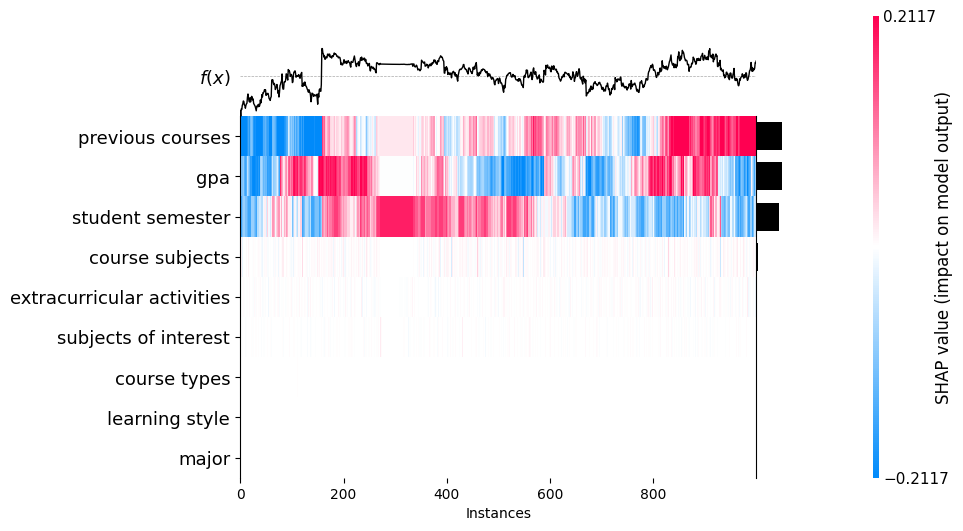 0.2117
f(x)
previous courses
gpa
student semester
course subjects
extracurricular activities
subjects of interest
course types
learning style
major
0 200 400 600 800
Instances
SHAP value (impact on model output)
−0.2117